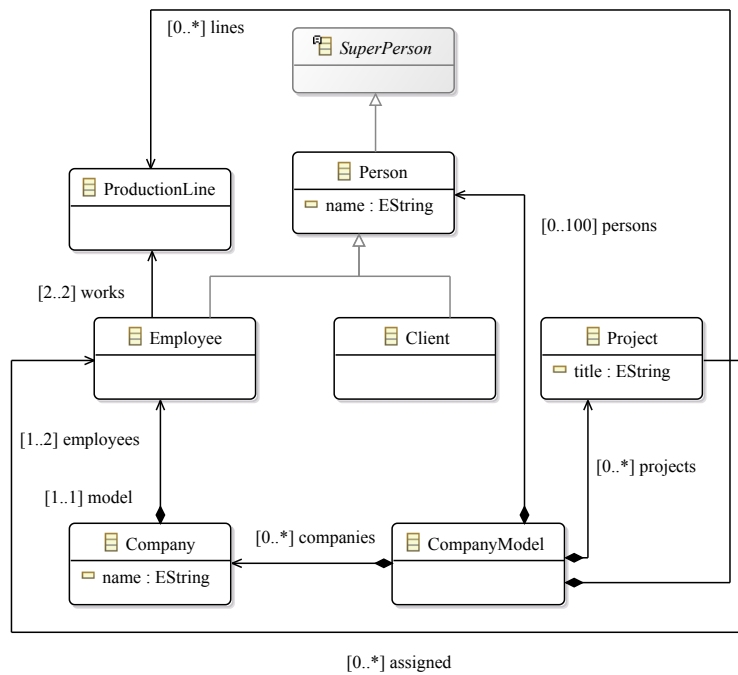 [0..*] lines
SuperPerson
ProductionLine
Person
name : EString
[0..100] persons
[2..2] works
Employee
Client
Project
title : EString
[1..2] employees
[0..*] projects
[1..1] model
[0..*] companies
Company
name : EString
CompanyModel
[0..*] assigned